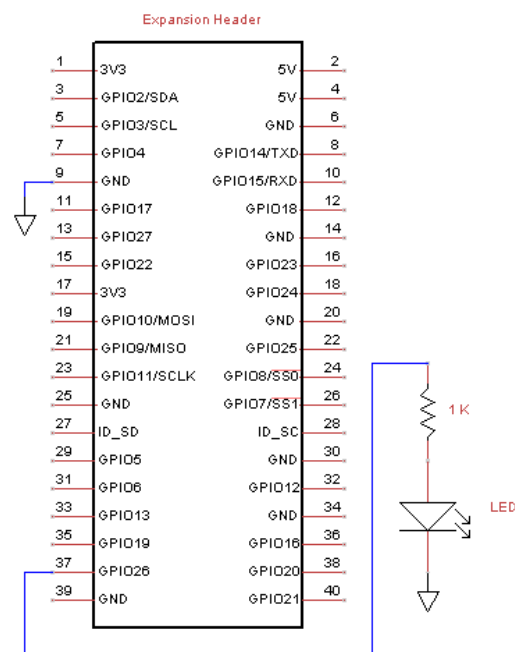 Expansion Header
1 3V3 5V 2
3 GPIO2/SDA 5V 4
5 GPIO3/SCL GND 6
7 GPIO4 GPIO14/TXD 8
9 GND GPIO15/RXD 10
11 GPIO17 GPIO18 12
13 GPIO27 GND 14
15 GPIO22 GPIO23 16
17 3V3 GPIO24 18
19 GPIO10/MOSI GND 20
21 GPIO9/MISO GPIO25 22
23 GPIO11/SCLK GPIO8/SS0 24
25 GND GPIO7/SS1 26
27 ID_SD ID_SC 28
29 GPIO5 GND 30
31 GPIO6 GPIO12 32
33 GPIO13 GND 34
35 GPIO19 GPIO16 36
37 GPIO26 GPIO20 38
39 GND GPIO21 40
1K
LED